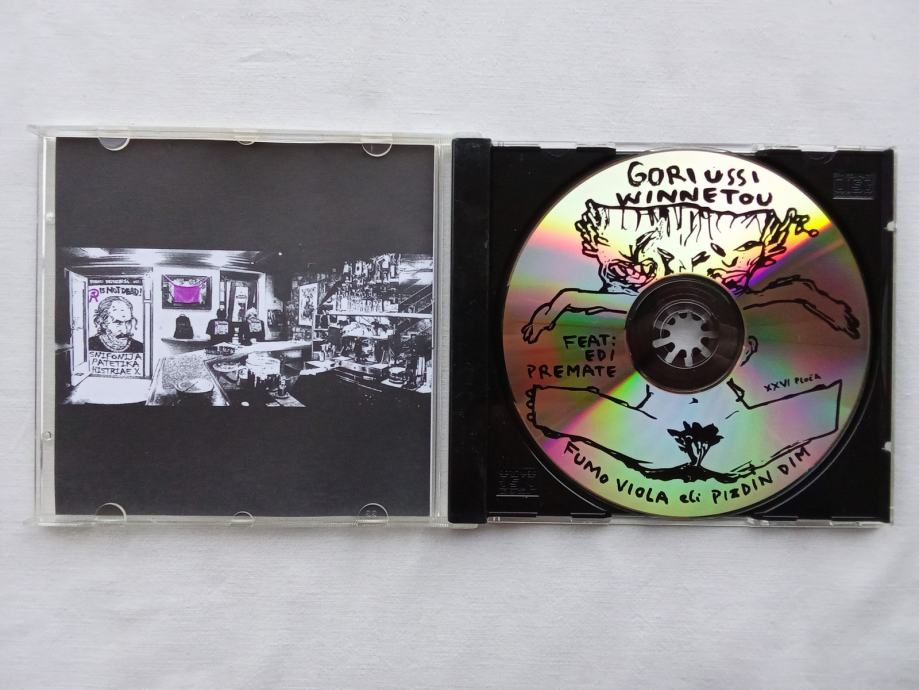 IS NOT DEAD!
SNIFONIJA
PATETIKA
HISTRIAE X
GORI USSI
WINNETOU
FEAT:
EDI
PREMATE
XXVI PLOČA
FUMO VIOLA eli PIZDIN DIM